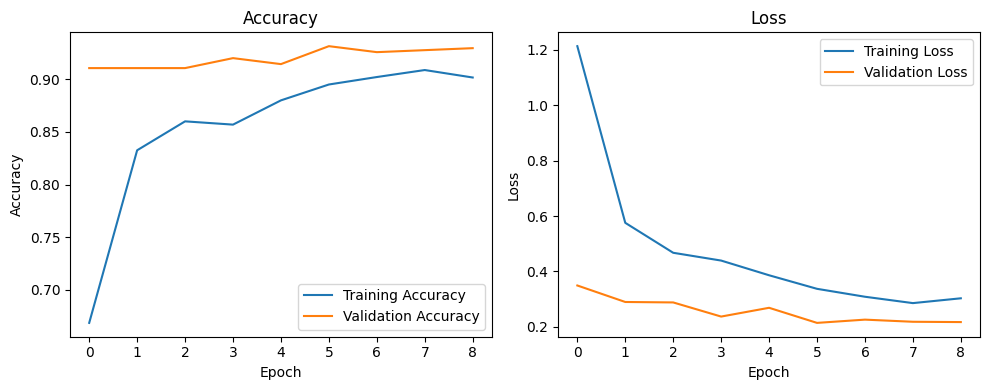 Accuracy
0.90
0.85
0.80
0.75
0.70
Accuracy
Training Accuracy
Validation Accuracy
0 1 2 3 4 5 6 7 8
Epoch
Loss
1.2
1.0
0.8
0.6
0.4
0.2
Loss
Training Loss
Validation Loss
0 1 2 3 4 5 6 7 8
Epoch